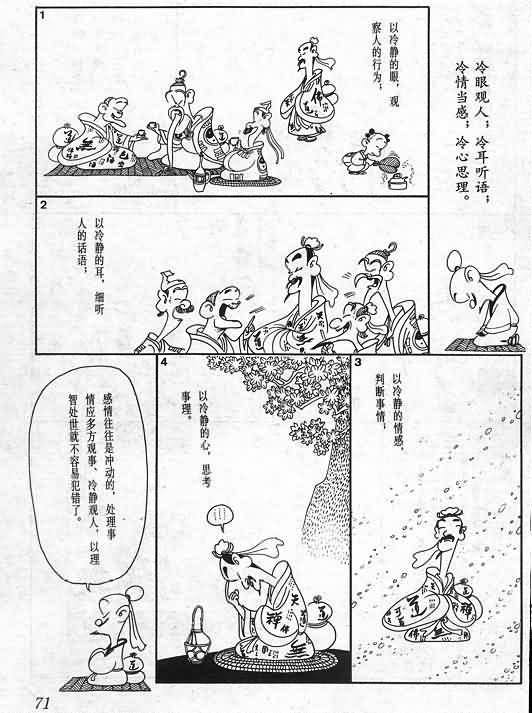 冷眼观人；冷耳听语；
冷情当感；冷心思理。
1
以冷静的眼，观
察人的行为；
2
以冷静的耳，细听
人的话语；
3
以冷静的情感，
判断事情，
4
以冷静的心，思考
事理。
!!!
感情往往是冲动的，处理事
情应多方观事、冷静观人，以理
智处世就不容易犯错了。
71